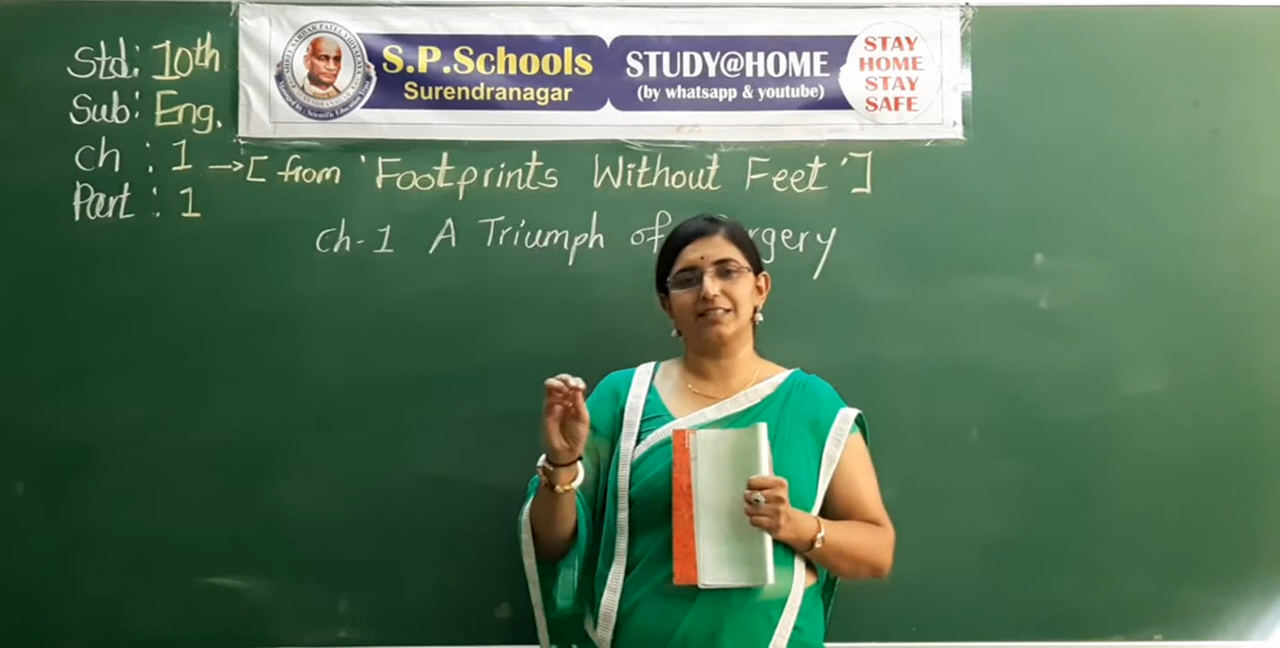 Std: 10th
Sub: Eng.
ch : 1 → [ from 'Footprints Without Feet' ]
Part : 1
ch-1 A Triumph of rgery
S.P.Schools
Surendranagar
STUDY@HOME
(by whatsapp & youtube)
STAY
HOME
STAY
SAFE